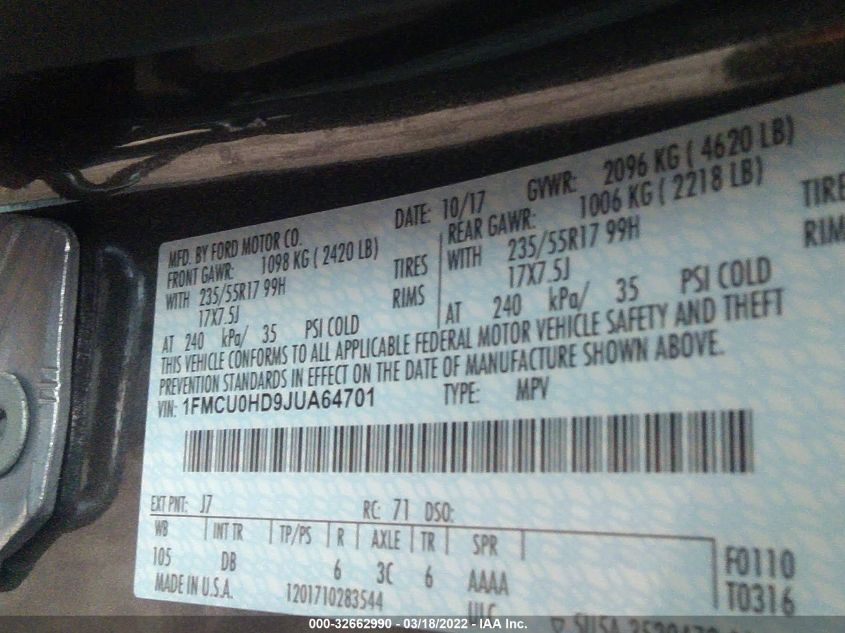 MFD. BY FORD MOTOR CO. DATE: 10/17 GVWR: 2096 KG ( 4620 LB)
FRONT GAWR: 1098 KG ( 2420 LB) REAR GAWR: 1006 KG ( 2218 LB)
WITH 235/55R17 99H TIRES WITH 235/55R17 99H TIRE
17X7.5J RIMS 17X7.5J RIM
AT 240 kPa/ 35 PSI COLD AT 240 kPa/ 35 PSI COLD
THIS VEHICLE CONFORMS TO ALL APPLICABLE FEDERAL MOTOR VEHICLE SAFETY AND THEFT
PREVENTION STANDARDS IN EFFECT ON THE DATE OF MANUFACTURE SHOWN ABOVE.
VIN: 1FMCU0HD9JUA64701 TYPE: MPV
EXT PNT: J7 RC: 71 DSO:
WB INT TR TP/PS R AXLE TR SPR
105 DB 6 3C 6 AAAA F0110
MADE IN U.S.A. 1201710283544 T0316
000-32662990 - 03/18/2022 - IAA Inc.